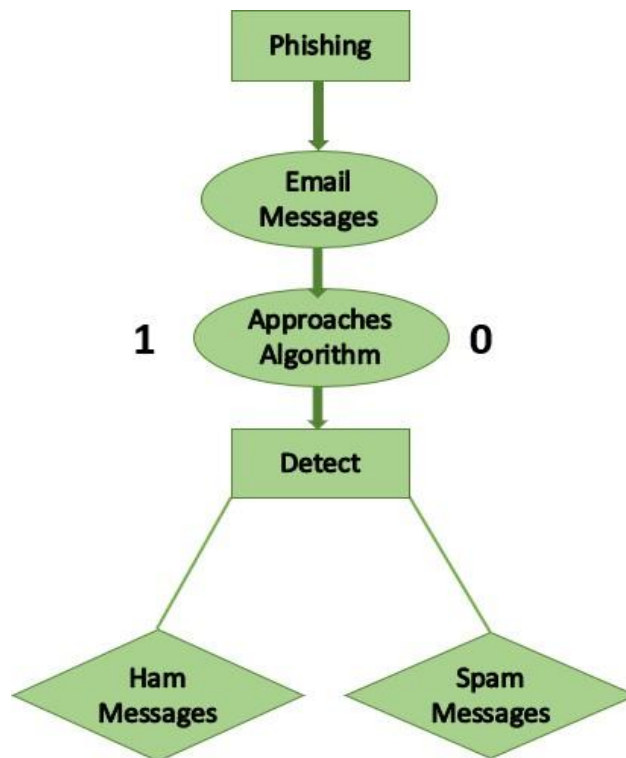 Phishing
Email
Messages
Approaches
1
Algorithm
0
Detect
Ham
Messages
Spam
Messages